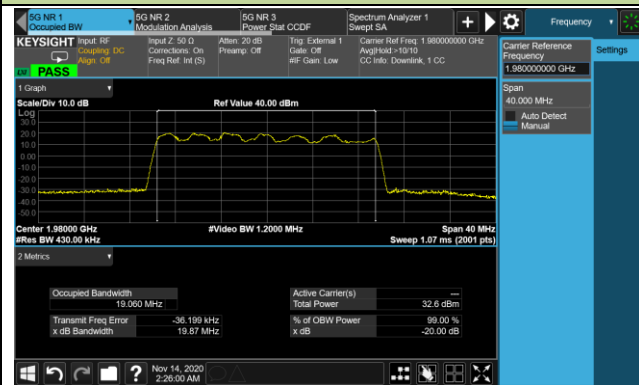 5G NR 1
Occupied BW
5G NR 2
Modulation Analysis
5G NR 3
Power Stat CCDF
Spectrum Analyzer 1
Swept SA
Frequency
KEYSIGHT
Input: RF
Coupling: DC
Align: Off
Input Z: 50 Ω
Corrections: On
Freq Ref: Int (S)
Atten: 20 dB
Preamp: Off
Trig: External 1
Gate: Off
#IF Gain: Low
Carrier Ref Freq: 1.980000000 GHz
Avg|Hold:>10/10
CC Info: Downlink, 1 CC
PASS
Carrier Reference
Frequency
1.980000000 GHz
Settings
Span
40.000 MHz
Auto Detect
Manual
1 Graph
Scale/Div 10.0 dB
Ref Value 40.00 dBm
Log
30.0
20.0
10.0
0.00
-10.0
-20.0
-30.0
-40.0
-50.0
Center 1.98000 GHz
#Video BW 1.2000 MHz
Span 40 MHz
#Res BW 430.00 kHz
Sweep 1.07 ms (2001 pts)
2 Metrics
Occupied Bandwidth
19.060 MHz
Active Carrier(s)
---
Total Power
32.6 dBm
Transmit Freq Error
-36.199 kHz
% of OBW Power
99.00 %
x dB Bandwidth
19.87 MHz
x dB
-20.00 dB
?
Nov 14, 2020
2:26:00 AM